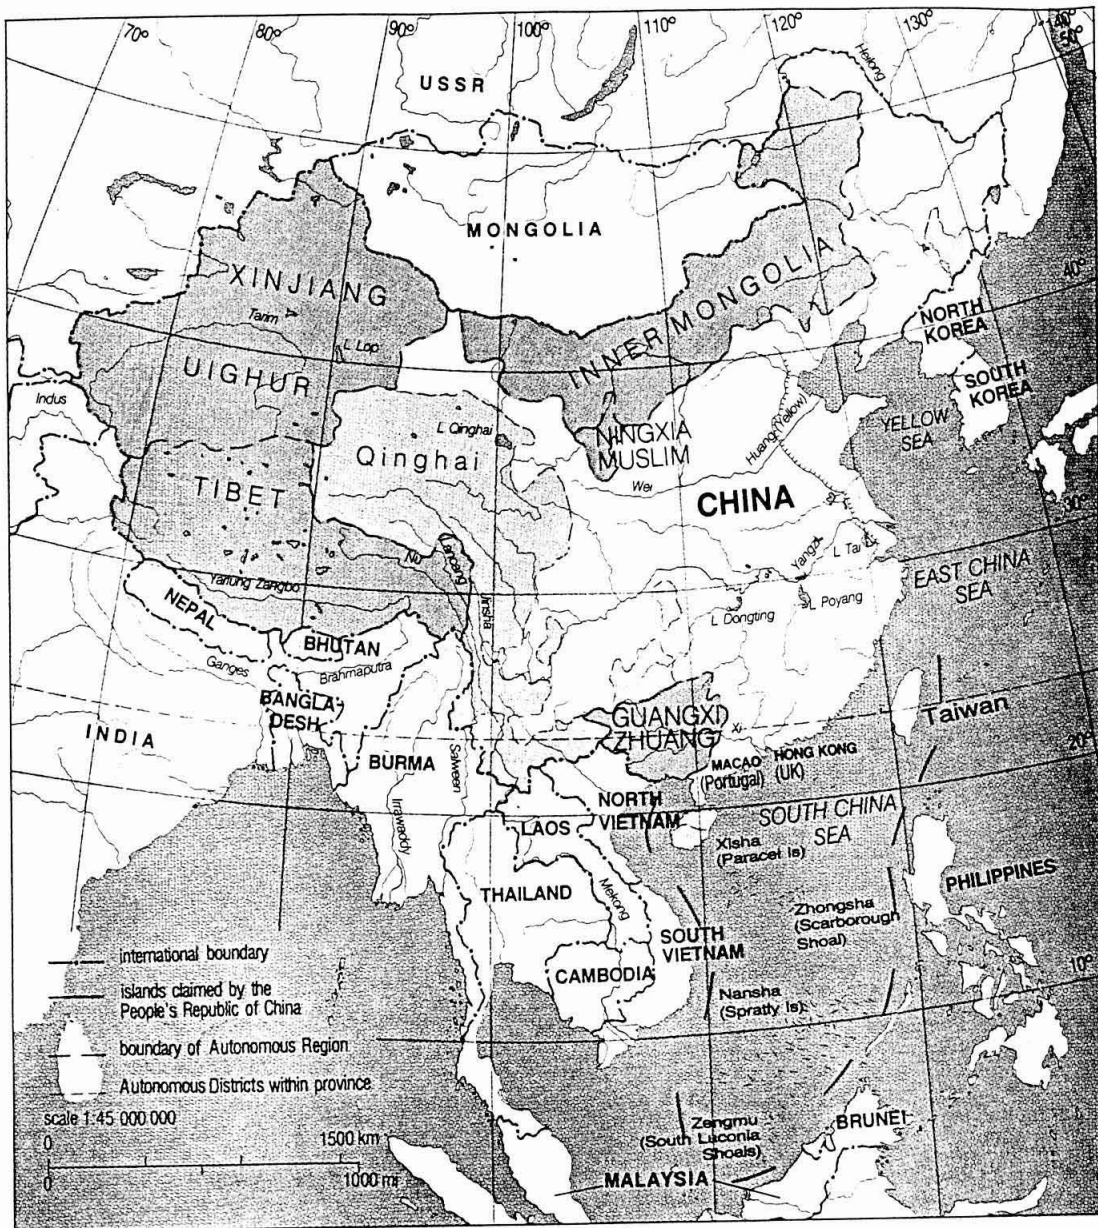 70°
80°
90°
100°
110°
120°
130°
140°
50°
USSR
Heilong
MONGOLIA
XINJIANG
Tarim
L Lop
UIGHUR
INNER MONGOLIA
40°
NORTH
KOREA
SOUTH
KOREA
Indus
L Qinghai
Qinghai
NINGXIA
MUSLIM
Huang (Yellow)
YELLOW
SEA
Wei
TIBET
CHINA
30°
Nu
Lancang
Jinsha
Yangzi
L Tai
EAST CHINA
SEA
Yarlung Zangbo
NEPAL
L Dongting
L Poyang
BHUTAN
Ganges
Brahmaputra
BANGLA-
DESH
INDIA
GUANGXI
ZHUANG
Xi
Taiwan
BURMA
Salween
Irrawaddy
MACAO
(Portugal)
HONG KONG
(UK)
20°
NORTH
VIETNAM
LAOS
SOUTH CHINA
SEA
Xisha
(Paracel Is)
THAILAND
Mekong
PHILIPPINES
Zhongsha
(Scarborough
Shoal)
SOUTH
VIETNAM
CAMBODIA
10°
Nansha
(Spratly Is)
international boundary
islands claimed by the
People's Republic of China
boundary of Autonomous Region
Autonomous Districts within province
scale 1:45 000 000
0
1500 km
0
1000 mi
Zengmu
(South Luconia
Shoals)
BRUNEI
MALAYSIA